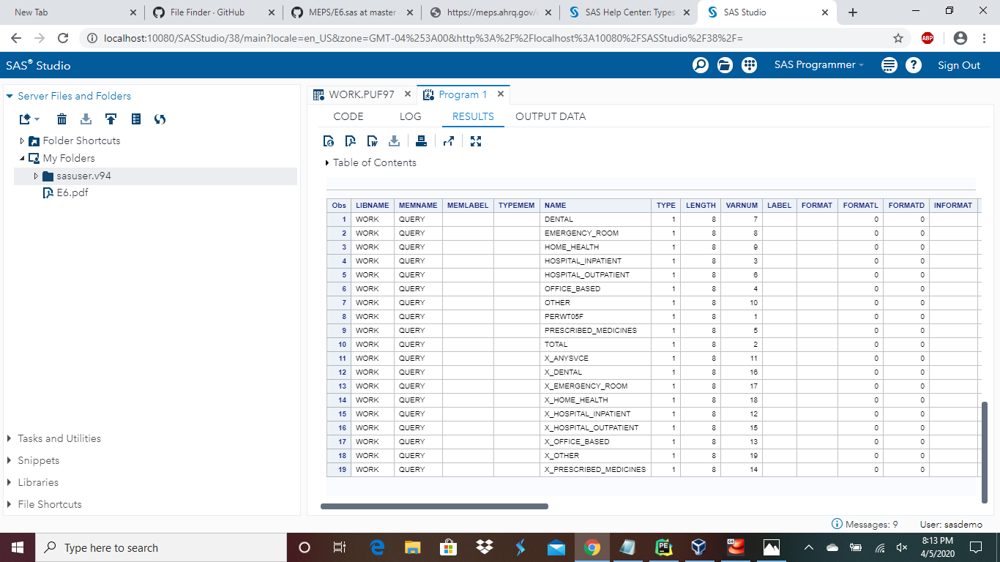 New Tab
File Finder · GitHub
MEPS/E6.sas at master
https://meps.ahrq.gov/
SAS Help Center: Types
SAS Studio
localhost:10080/SASStudio/38/main?locale=en_US&zone=GMT-04%253A00&http%3A%2F%2Flocalhost%3A10080%2FSASStudio%2F38%2F=
ABP
SAS® Studio
SAS Programmer
Sign Out
Server Files and Folders
Folder Shortcuts
My Folders
sasuser.v94
E6.pdf
Tasks and Utilities
Snippets
Libraries
File Shortcuts
WORK.PUF97
Program 1
CODE LOG RESULTS OUTPUT DATA
Table of Contents
Obs LIBNAME MEMNAME MEMLABEL TYPEMEM NAME TYPE LENGTH VARNUM LABEL FORMAT FORMATL FORMATD INFORMAT
1 WORK QUERY DENTAL 1 8 7 0 0
2 WORK QUERY EMERGENCY_ROOM 1 8 8 0 0
3 WORK QUERY HOME_HEALTH 1 8 9 0 0
4 WORK QUERY HOSPITAL_INPATIENT 1 8 3 0 0
5 WORK QUERY HOSPITAL_OUTPATIENT 1 8 6 0 0
6 WORK QUERY OFFICE_BASED 1 8 4 0 0
7 WORK QUERY OTHER 1 8 10 0 0
8 WORK QUERY PERWT05F 1 8 1 0 0
9 WORK QUERY PRESCRIBED_MEDICINES 1 8 5 0 0
10 WORK QUERY TOTAL 1 8 2 0 0
11 WORK QUERY X_ANYSVCE 1 8 11 0 0
12 WORK QUERY X_DENTAL 1 8 16 0 0
13 WORK QUERY X_EMERGENCY_ROOM 1 8 17 0 0
14 WORK QUERY X_HOME_HEALTH 1 8 18 0 0
15 WORK QUERY X_HOSPITAL_INPATIENT 1 8 12 0 0
16 WORK QUERY X_HOSPITAL_OUTPATIENT 1 8 15 0 0
17 WORK QUERY X_OFFICE_BASED 1 8 13 0 0
18 WORK QUERY X_OTHER 1 8 19 0 0
19 WORK QUERY X_PRESCRIBED_MEDICINES 1 8 14 0 0
Messages: 9
User: sasdemo
Type here to search
8:13 PM
4/5/2020